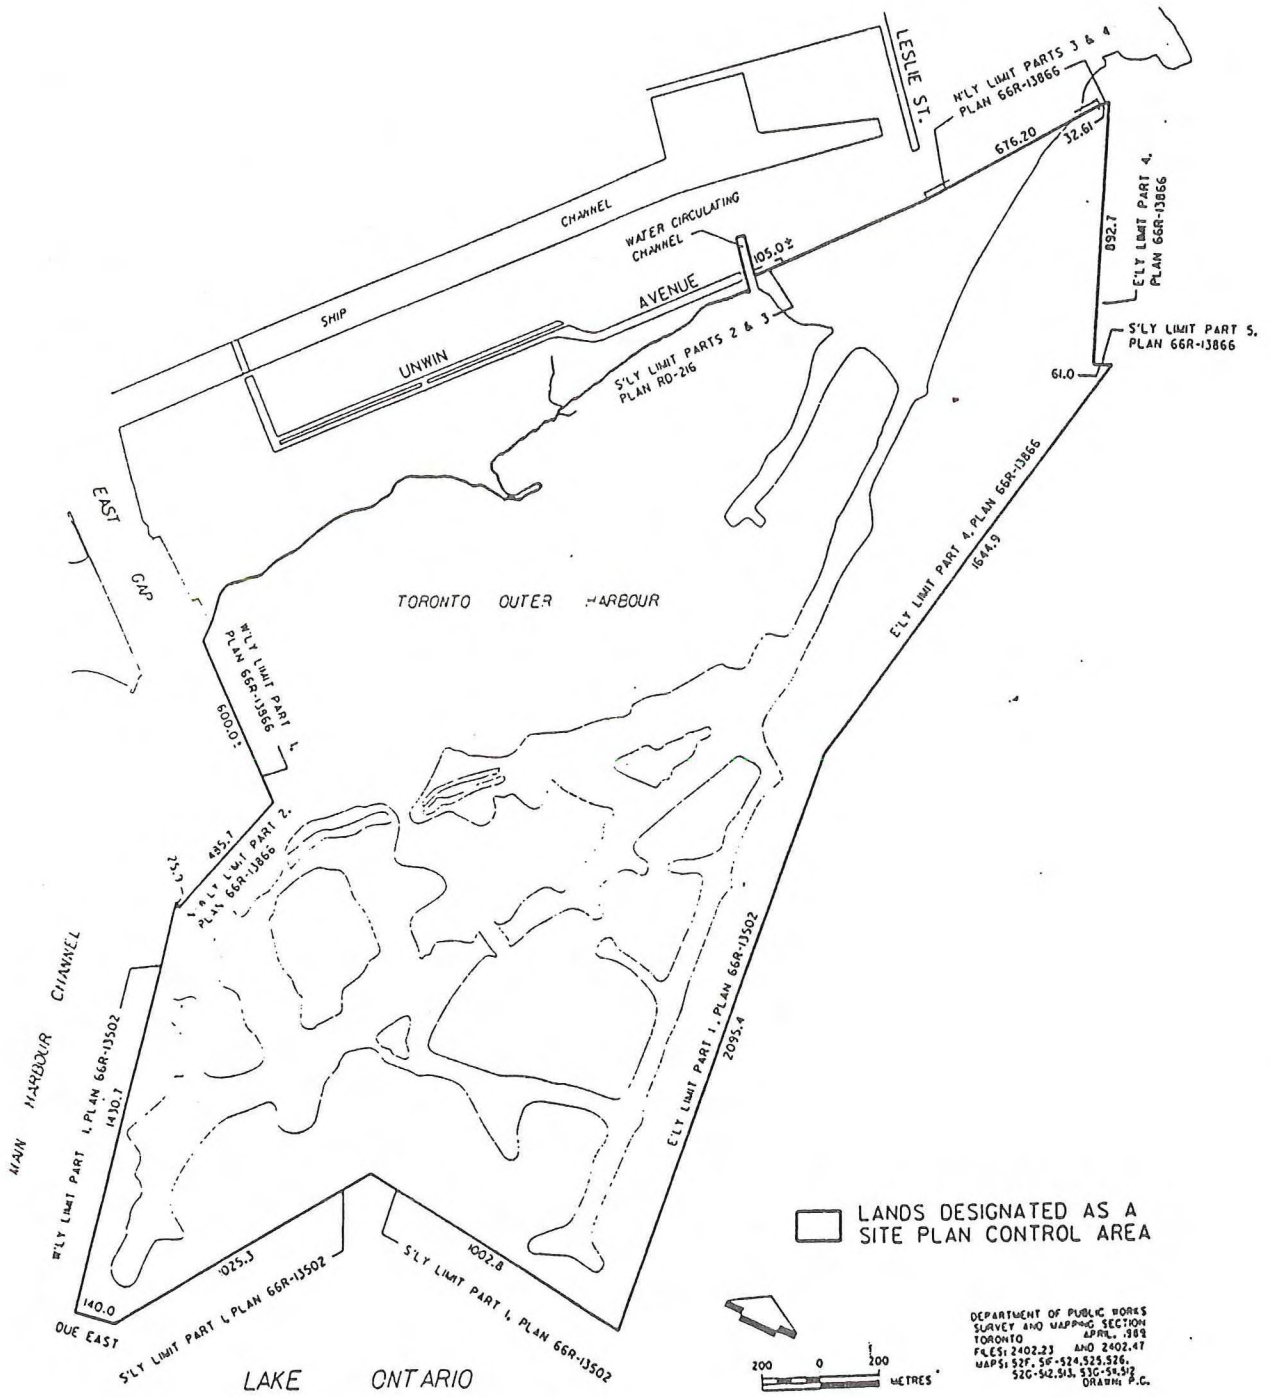 LESLIE ST.
N'LY LIMIT PARTS 3 & 4
PLAN 66R-13866
676.20
32.61
E'LY LIMIT PART 4.
PLAN 66R-13866
892.7
S'LY LIMIT PART 5.
PLAN 66R-13866
61.0
CHANNEL
SHIP
WATER CIRCULATING
CHANNEL
105.0±
AVENUE
UNWIN
S'LY LIMIT PARTS 2 & 3
PLAN RD-216
EAST
GAP
TORONTO OUTER HARBOUR
E'LY LIMIT PART 4, PLAN 66R-13866
1644.9
W'LY LIMIT PART 1,
PLAN 66R-13866
600.0±
435.7
LIMIT PART 2.
PLAN 66R-13866
MAIN HARBOUR CHANNEL
W'LY LIMIT PART 1, PLAN 66R-13502
1430.7
E'LY LIMIT PART 1, PLAN 66R-13502
2095.4
140.0
DUE EAST
1025.3
S'LY LIMIT PART 1, PLAN 66R-13502
1002.8
S'LY LIMIT PART 1, PLAN 66R-13502
LAKE ONTARIO
LANDS DESIGNATED AS A
SITE PLAN CONTROL AREA
DEPARTMENT OF PUBLIC WORKS
SURVEY AND MAPPING SECTION
TORONTO APRIL, 1989
FILES: 2402.23 AND 2402.47
MAPS: 52F, 524,525,526,
DRAWN: P.C.
200 0 200
METRES